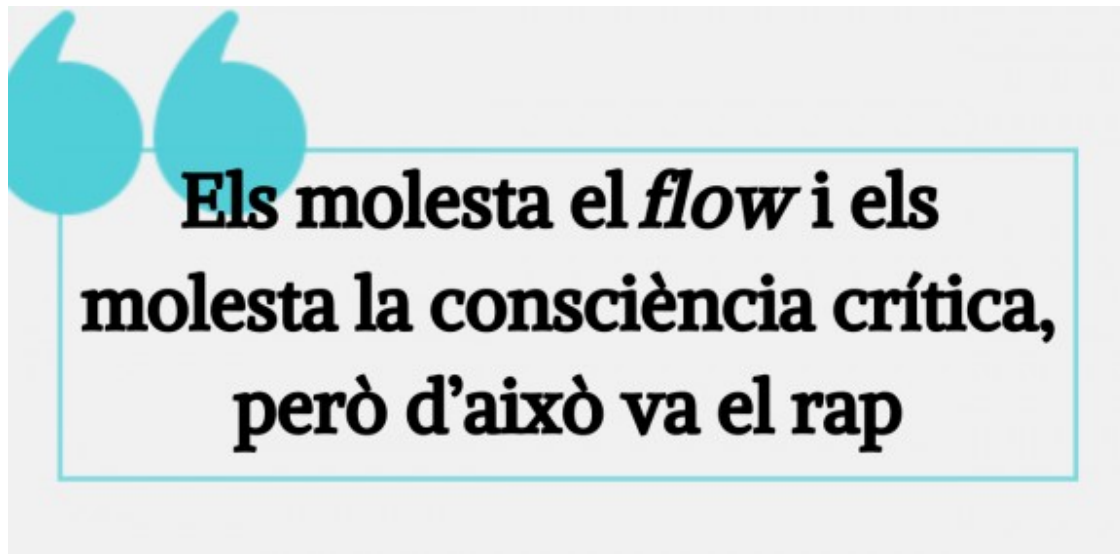 Els molesta el flow i els
molesta la consciència crítica,
però d’això va el rap